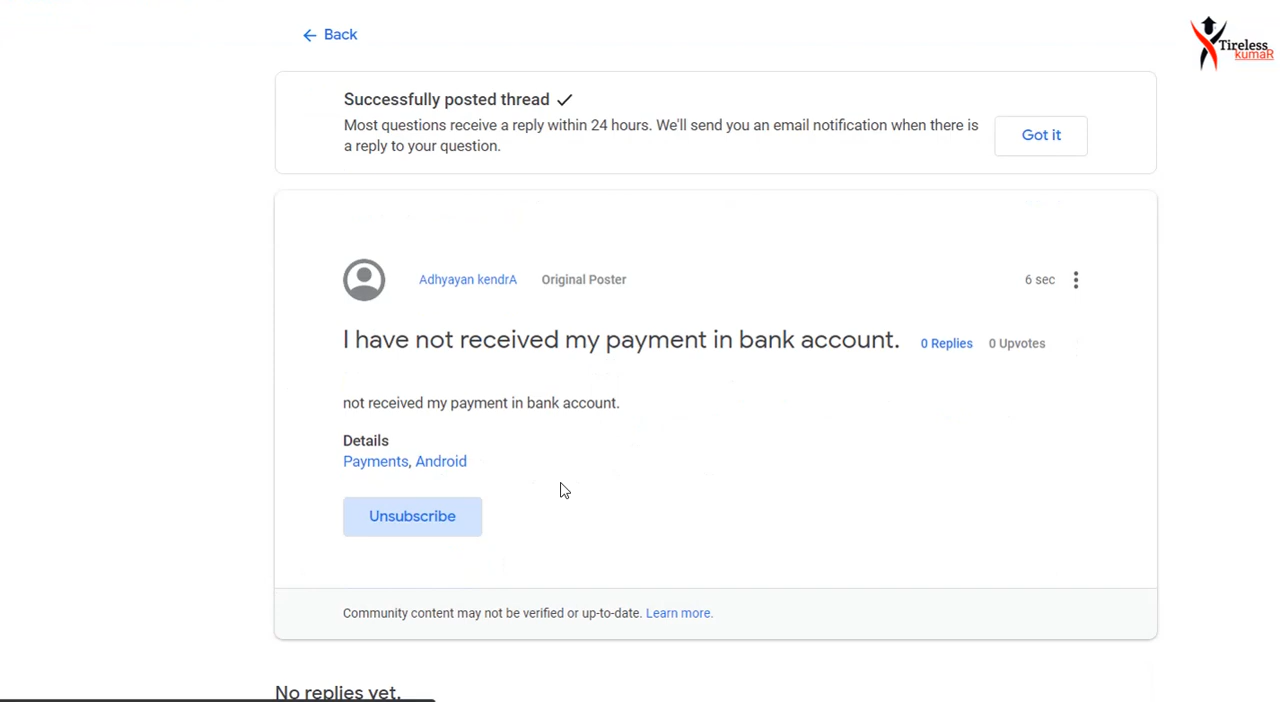 Back
Tireless
kumaR
Successfully posted thread
Most questions receive a reply within 24 hours. We'll send you an email notification when there is
a reply to your question.
Got it
Adhyayan kendrA Original Poster 6 sec
I have not received my payment in bank account. 0 Replies 0 Upvotes
not received my payment in bank account.
Details
Payments, Android
Unsubscribe
Community content may not be verified or up-to-date. Learn more.
No replies yet.